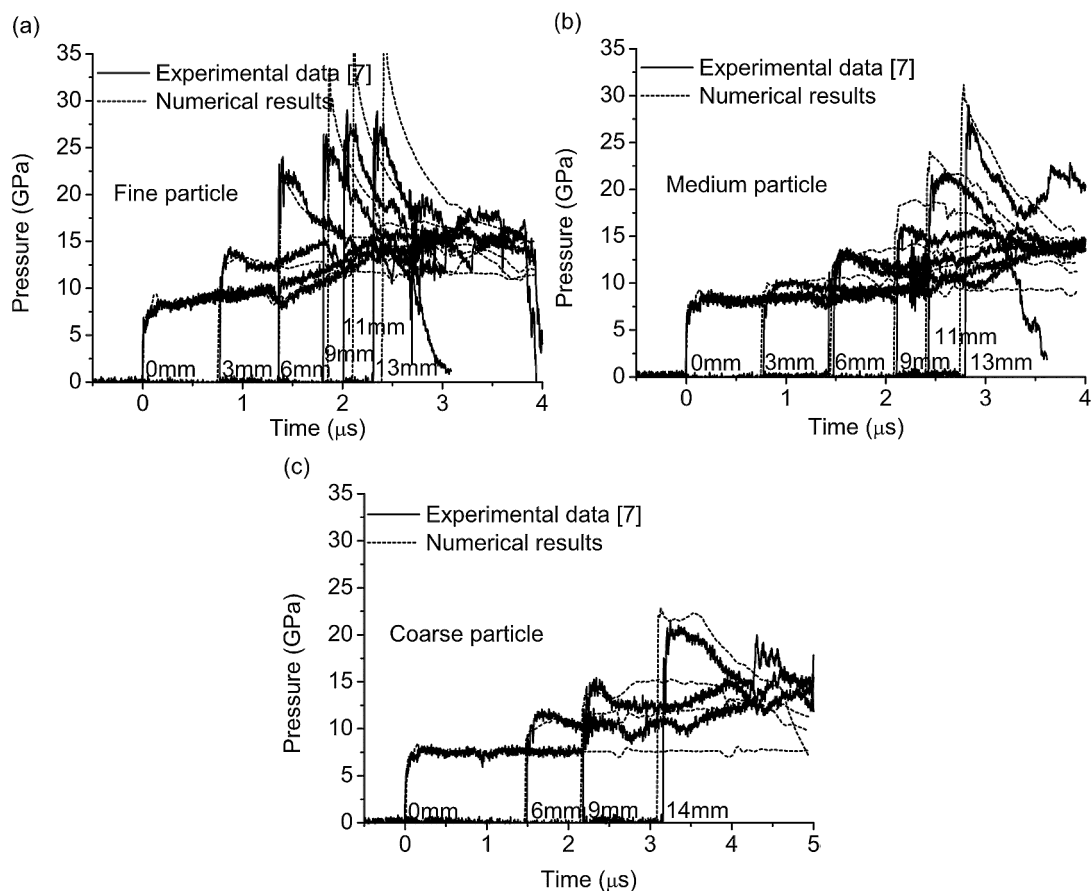 (a)
35
30
25
20
15
10
5
0
Pressure (GPa)
Experimental data [7]
Numerical results
Fine particle
0mm
3mm
6mm
9mm
11mm
13mm
0
1
2
3
4
Time (μs)
(b)
35
30
25
20
15
10
5
0
Pressure (GPa)
Experimental data [7]
Numerical results
Medium particle
0mm
3mm
6mm
9mm
11mm
13mm
0
1
2
3
4
Time (μs)
(c)
35
30
25
20
15
10
5
0
Pressure (GPa)
Experimental data [7]
Numerical results
Coarse particle
0mm
6mm
9mm
14mm
0
1
2
3
4
5
Time (μs)